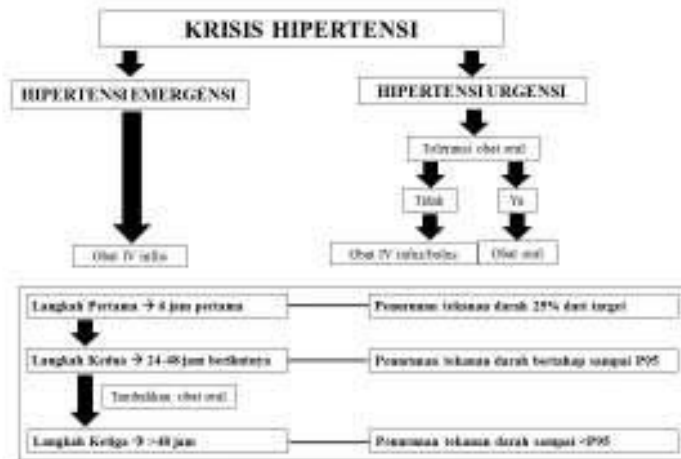 KRISIS HIPERTENSI
HIPERTENSI EMERGENSI
HIPERTENSI URGENSI
Toleransi obat oral
Tidak
Ya
Obat IV infus
Obat IV infus/bolus
Obat oral
Langkah Pertama → jam pertama
Penurunan tekanan darah 25% dari target
Langkah Kedua → 24-48 jam berikutnya
Penurunan tekanan darah bertahap sampai P95
Tambahkan obat oral
Langkah Ketiga → >48 jam
Penurunan tekanan darah sampai <P95